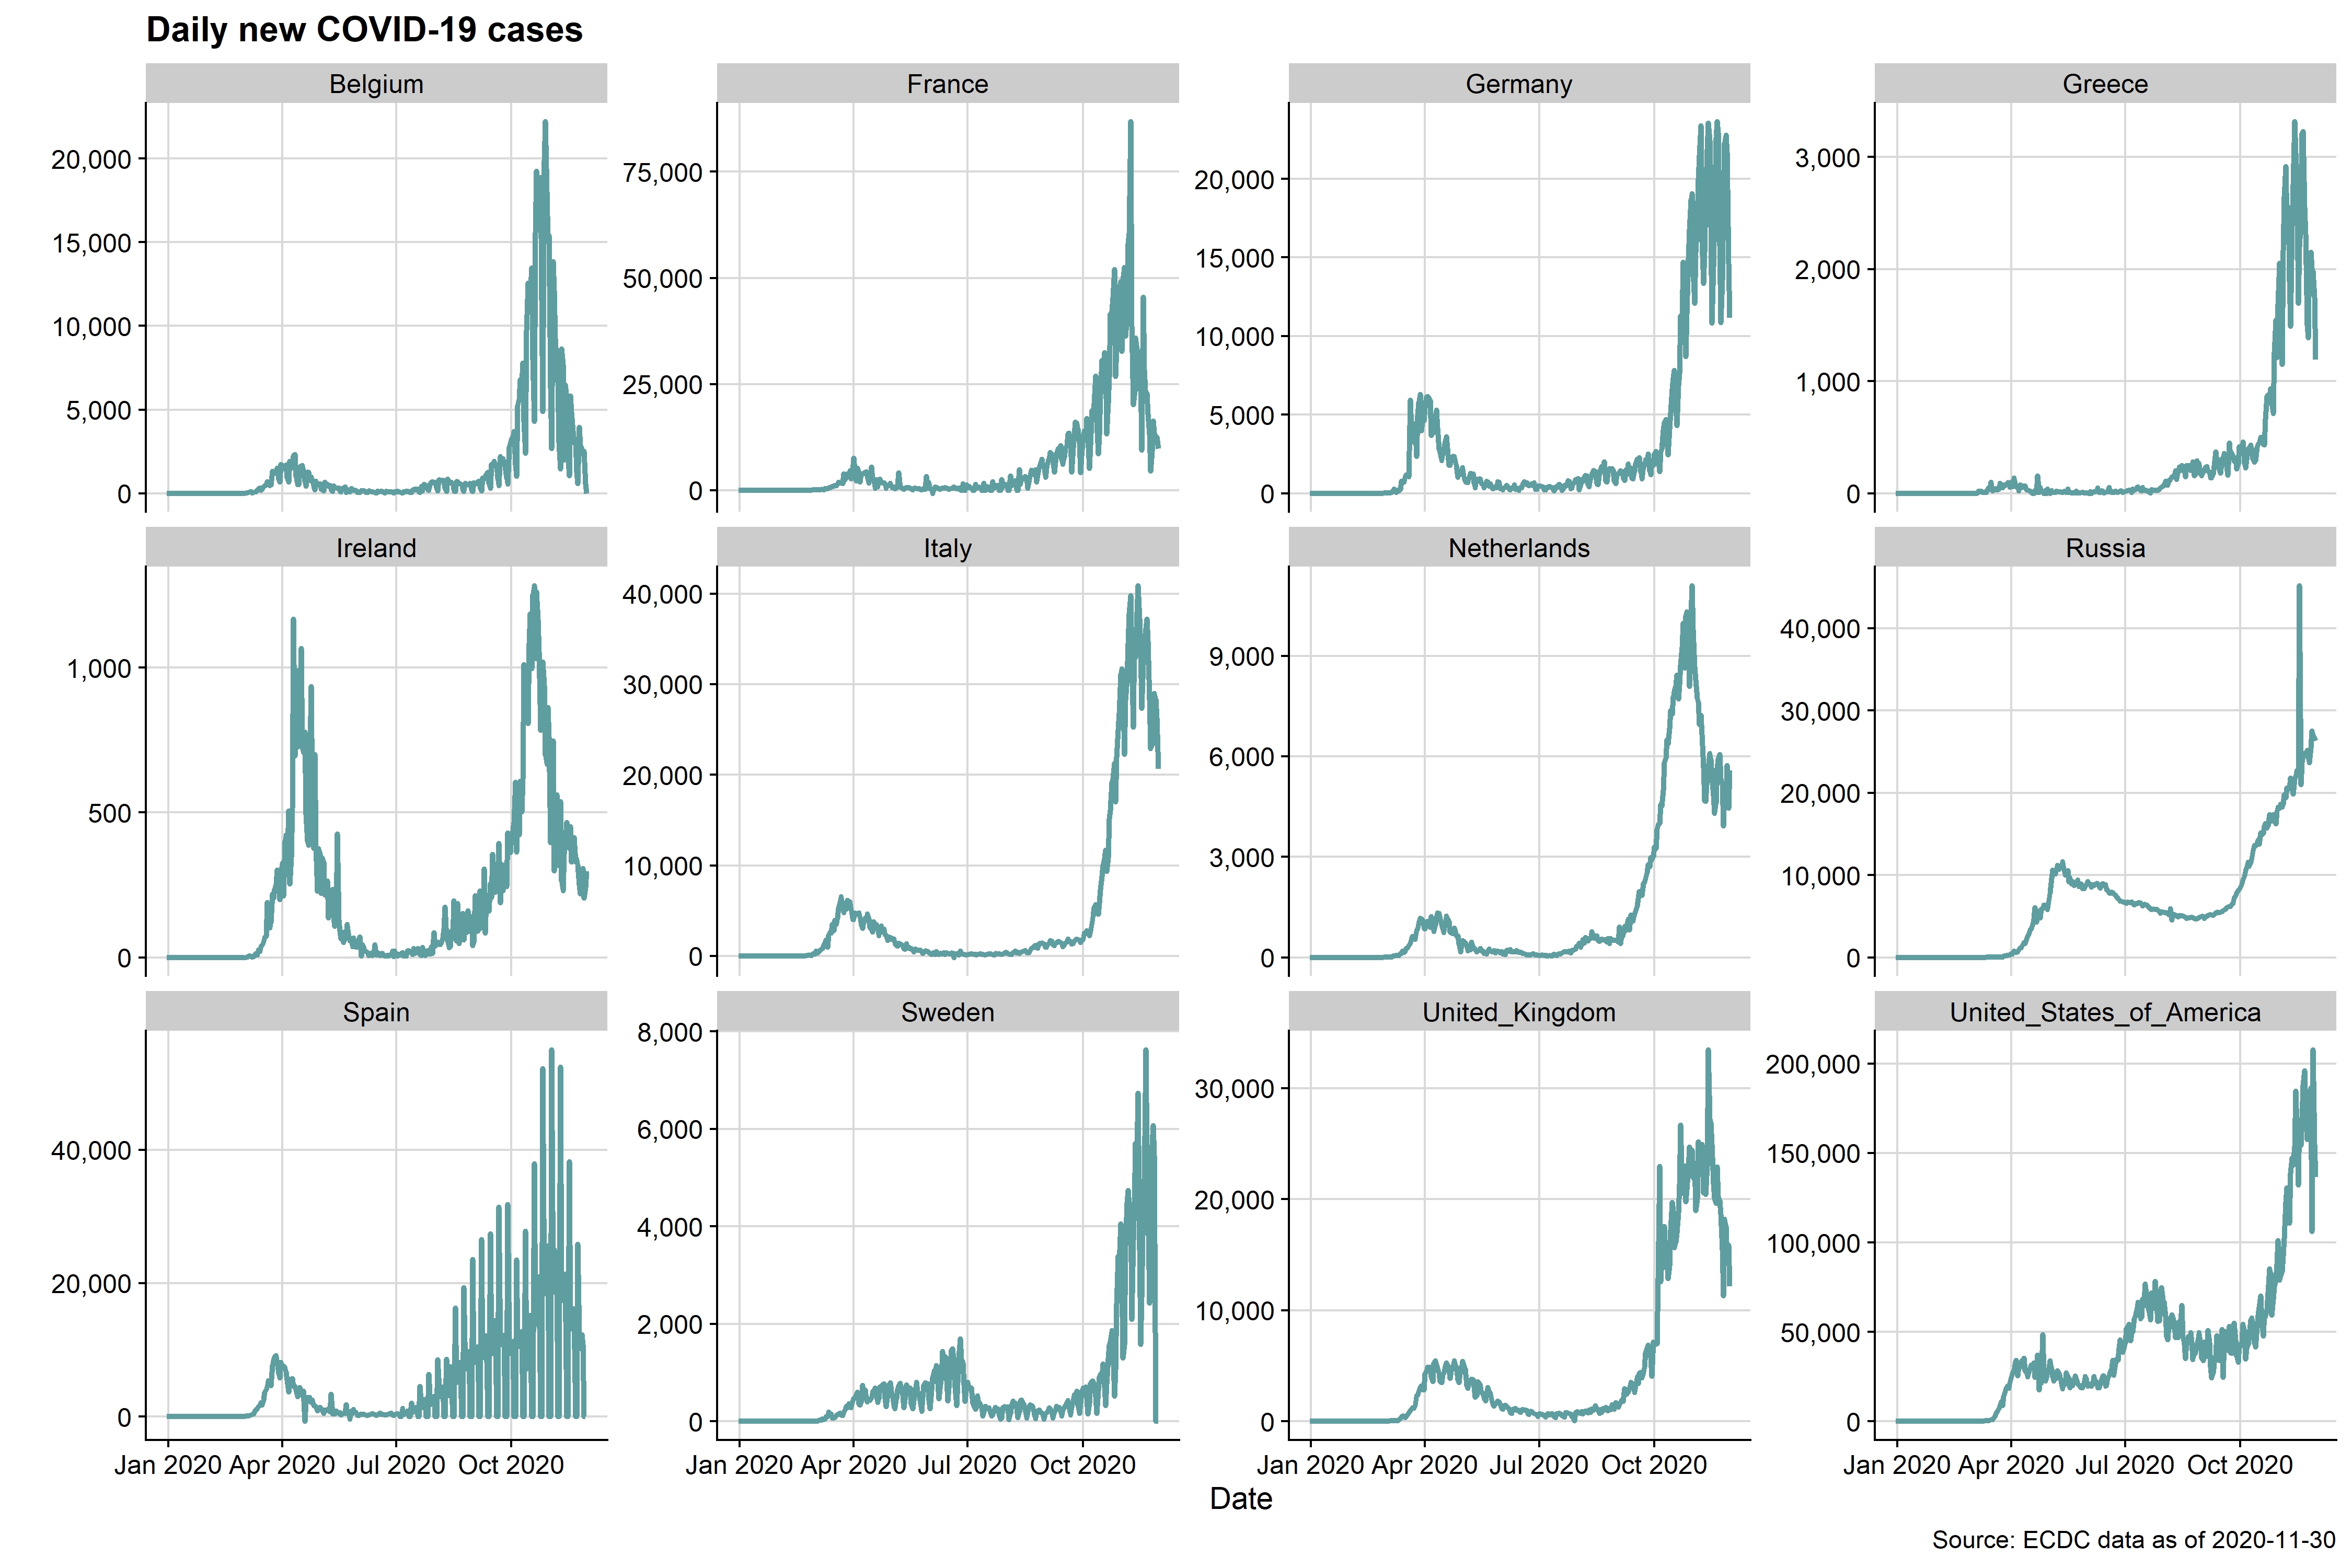 Daily new COVID-19 cases
Belgium
France
Germany
Greece
20,000
15,000
10,000
5,000
0
75,000
50,000
25,000
0
20,000
15,000
10,000
5,000
0
3,000
2,000
1,000
0
Ireland
Italy
Netherlands
Russia
1,000
500
0
40,000
30,000
20,000
10,000
0
9,000
6,000
3,000
0
40,000
30,000
20,000
10,000
0
Spain
Sweden
United_Kingdom
United_States_of_America
40,000
20,000
0
8,000
6,000
4,000
2,000
0
30,000
20,000
10,000
0
200,000
150,000
100,000
50,000
0
Jan 2020 Apr 2020 Jul 2020 Oct 2020
Jan 2020 Apr 2020 Jul 2020 Oct 2020
Jan 2020 Apr 2020 Jul 2020 Oct 2020
Jan 2020 Apr 2020 Jul 2020 Oct 2020
Date
Source: ECDC data as of 2020-11-30